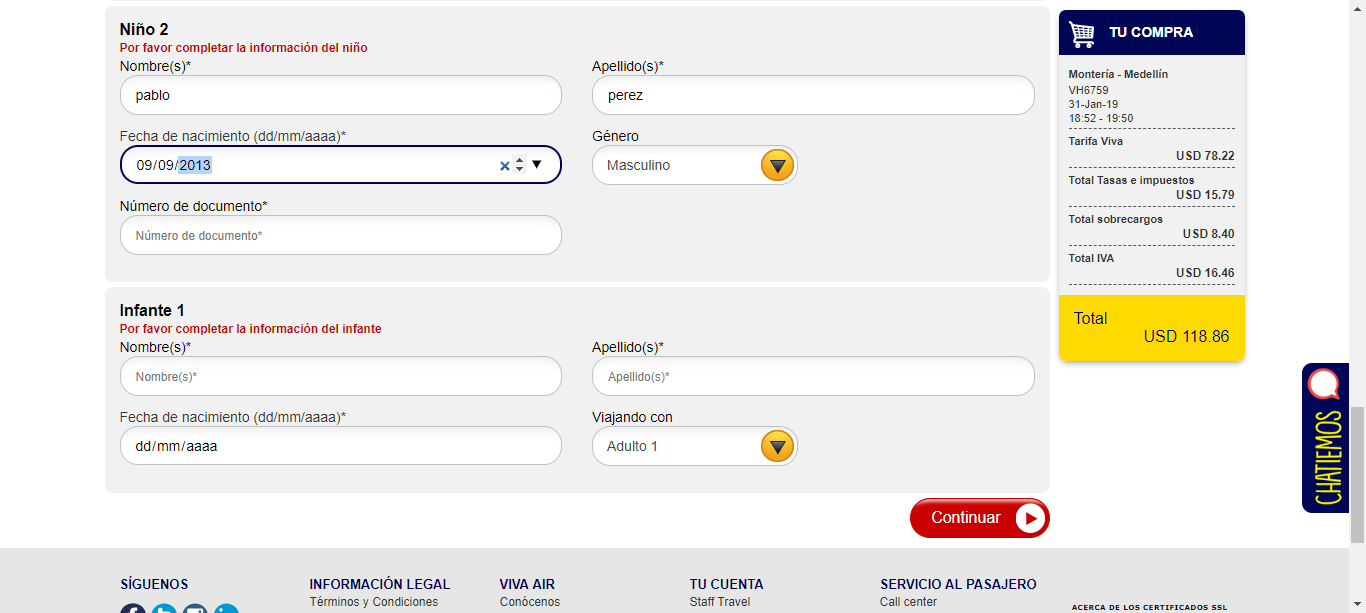 Niño 2
Por favor completar la información del niño
Nombre(s)*
Apellido(s)*
pablo
perez
Fecha de nacimiento (dd/mm/aaaa)*
Género
09/09/2013
Masculino
Número de documento*
Número de documento*
Infante 1
Por favor completar la información del infante
Nombre(s)*
Apellido(s)*
Nombre(s)*
Apellido(s)*
Fecha de nacimiento (dd/mm/aaaa)*
Viajando con
dd/mm/aaaa
Adulto 1
Continuar
TU COMPRA
Montería - Medellín
VH6759
31-Jan-19
18:52 - 19:50
Tarifa Viva
USD 78.22
Total Tasas e impuestos
USD 15.79
Total sobrecargos
USD 8.40
Total IVA
USD 16.46
Total
USD 118.86
CHATIEMOS
SÍGUENOS
INFORMACIÓN LEGAL
Términos y Condiciones
VIVA AIR
Conócenos
TU CUENTA
Staff Travel
SERVICIO AL PASAJERO
Call center
ACERCA DE LOS CERTIFICADOS SSL